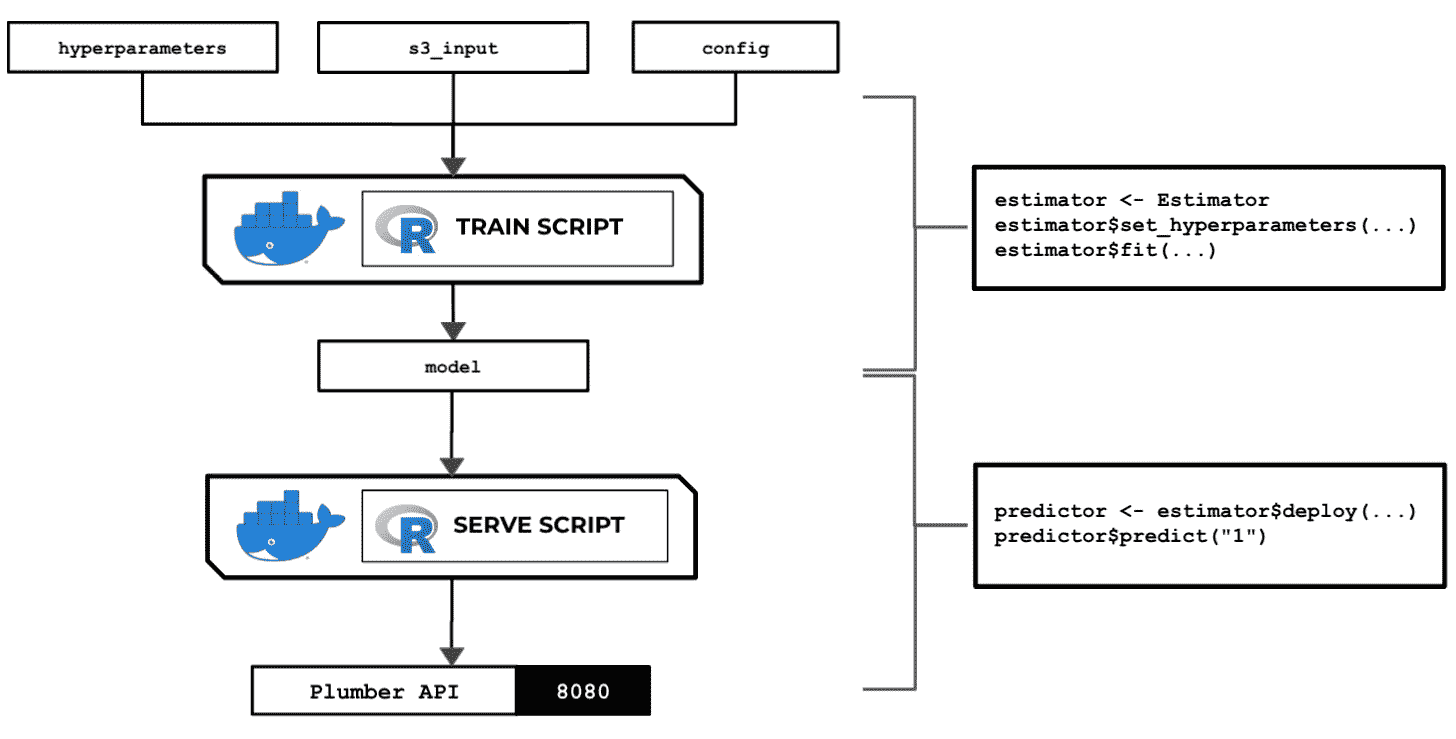 hyperparameters
s3_input
config
R TRAIN SCRIPT
estimator <- Estimator
estimator$set_hyperparameters(...)
estimator$fit(...)
model
R SERVE SCRIPT
predictor <- estimator$deploy(...)
predictor$predict("1")
Plumber API 8080